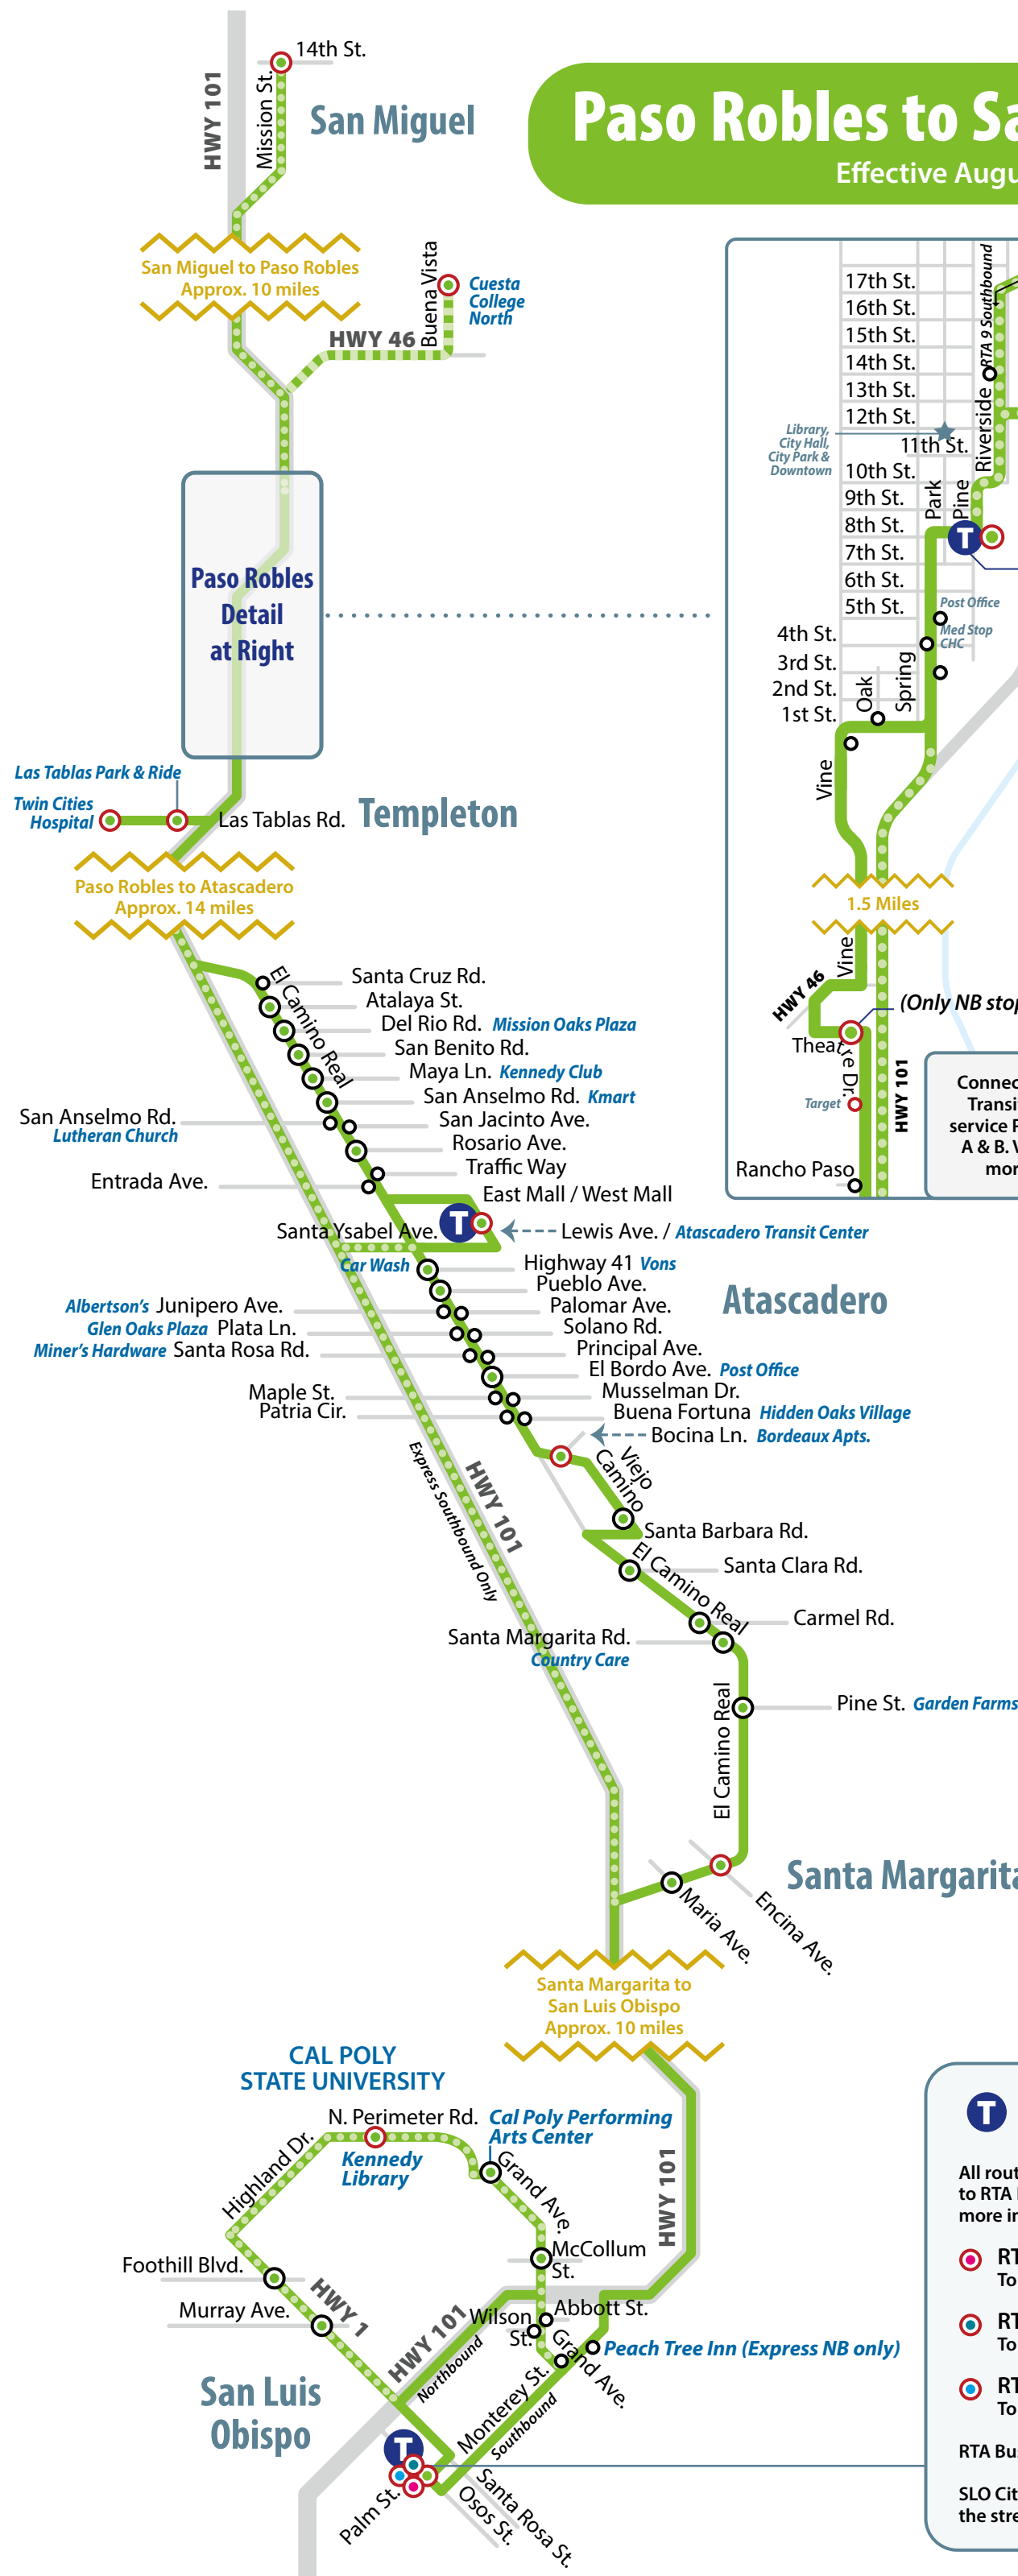 14th St.
Mission St.
HWY 101
San Miguel
Paso Robles to Sa
Effective Augu
San Miguel to Paso Robles
Approx. 10 miles
Buena Vista
Cuesta
College
North
HWY 46
Paso Robles
Detail
at Right
17th St.
16th St.
15th St.
14th St.
13th St.
12th St.
11th St.
10th St.
9th St.
8th St.
7th St.
6th St.
5th St.
4th St.
3rd St.
2nd St.
1st St.
Library,
City Hall,
City Park &
Downtown
RTA 9 Southbound
Riverside
Park
Pine
T
Post Office
Med Stop
CHC
Oak
Spring
Vine
1.5 Miles
Vine
HWY 46
(Only NB stop
Theatre Dr.
Target
HWY 101
Rancho Paso
Connec
Transi
service P
A & B. V
mor
Las Tablas Park & Ride
Twin Cities
Hospital
Las Tablas Rd.
Templeton
Paso Robles to Atascadero
Approx. 14 miles
El Camino Real
Santa Cruz Rd.
Atalaya St.
Del Rio Rd. Mission Oaks Plaza
San Benito Rd.
Maya Ln. Kennedy Club
San Anselmo Rd. Kmart
San Anselmo Rd.
Lutheran Church
San Jacinto Ave.
Rosario Ave.
Traffic Way
Entrada Ave.
East Mall / West Mall
Santa Ysabel Ave.
T
Lewis Ave. / Atascadero Transit Center
Car Wash
Highway 41 Vons
Pueblo Ave.
Atascadero
Albertson's Junipero Ave.
Palomar Ave.
Glen Oaks Plaza Plata Ln.
Solano Rd.
Miner's Hardware Santa Rosa Rd.
Principal Ave.
El Bordo Ave. Post Office
Maple St.
Musselman Dr.
Patria Cir.
Buena Fortuna Hidden Oaks Village
Bocina Ln. Bordeaux Apts.
HWY 101
Express Southbound Only
Viejo
Camino
Santa Barbara Rd.
El Camino Real
Santa Clara Rd.
Carmel Rd.
Santa Margarita Rd.
Country Care
El Camino Real
Pine St. Garden Farms
Santa Margarita
Maria Ave.
Encina Ave.
Santa Margarita to
San Luis Obispo
Approx. 10 miles
CAL POLY
STATE UNIVERSITY
N. Perimeter Rd.
Cal Poly Performing
Arts Center
Kennedy
Library
Highland Dr.
Grand Ave.
HWY 101
McCollum
St.
Foothill Blvd.
Murray Ave.
HWY 1
HWY 101
Northbound
Wilson
St.
Abbott St.
Grand Ave.
Peach Tree Inn (Express NB only)
Monterey St.
Southbound
San Luis
Obispo
T
Palm St.
Osos St.
Santa Rosa St.
T
All rout
to RTA
more in
RT
To
RT
To
RT
To
RTA Bu
SLO Cit
the stre